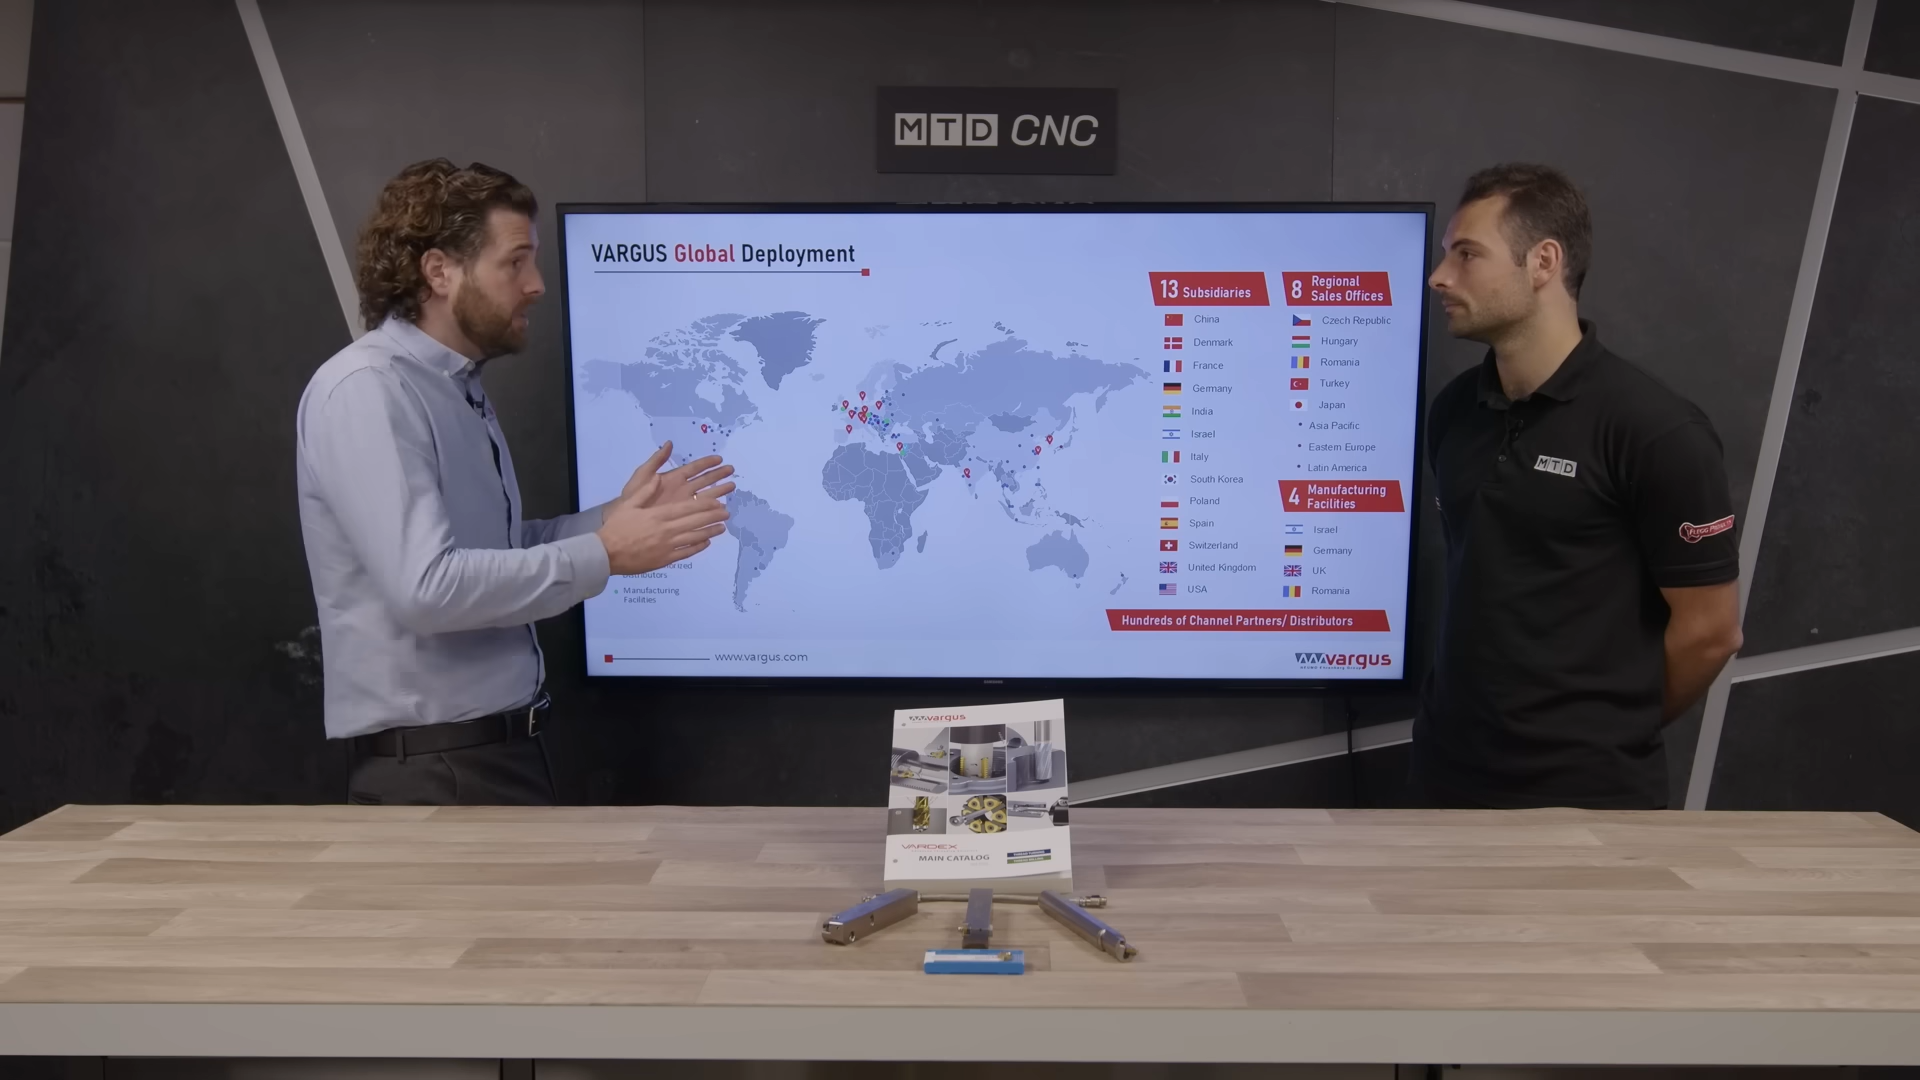 MTD CNC
VARGUS Global Deployment
13 Subsidiaries
China
Denmark
France
Germany
India
Israel
Italy
South Korea
Poland
Spain
Switzerland
United Kingdom
USA
8 Regional
Sales Offices
Czech Republic
Hungary
Romania
Turkey
Japan
• Asia Pacific
• Eastern Europe
• Latin America
4 Manufacturing
Facilities
Israel
Germany
UK
Romania
Hundreds of Channel Partners/ Distributors
Distributors
Manufacturing
Facilities
www.vargus.com
vargus
MTD
vargus
VARDEX
MAIN CATALOG